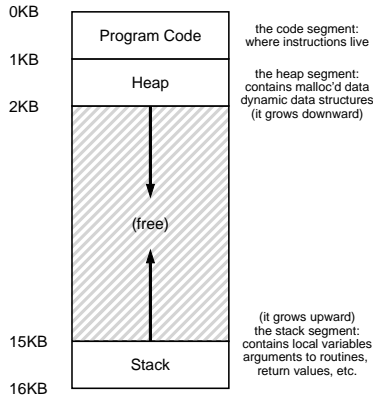 0KB
Program Code
the code segment:
where instructions live
1KB
Heap
the heap segment:
contains malloc'd data
dynamic data structures
(it grows downward)
2KB
(free)
(it grows upward)
the stack segment:
contains local variables
arguments to routines,
return values, etc.
15KB
Stack
16KB